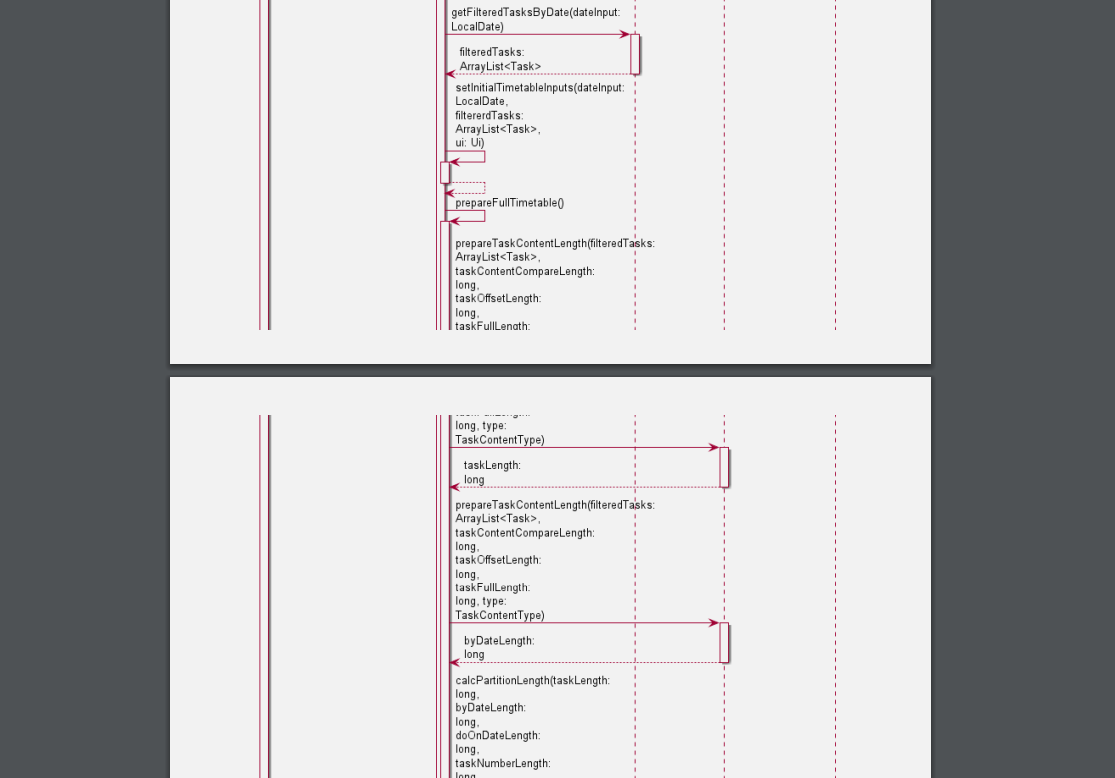 getFilteredTasksByDate(dateInput:
LocalDate)
filteredTasks:
ArrayList<Task>
setInitialTimetableInputs(dateInput:
LocalDate,
filtererdTasks:
ArrayList<Task>,
ui: Ui)
prepareFullTimetable()
prepareTaskContentLength(filteredTasks:
ArrayList<Task>,
taskContentCompareLength:
long,
taskOffsetLength:
long,
taskFullLength:
long, type:
TaskContentType)
taskLength:
long
prepareTaskContentLength(filteredTasks:
ArrayList<Task>,
taskContentCompareLength:
long,
taskOffsetLength:
long,
taskFullLength:
long, type:
TaskContentType)
byDateLength:
long
calcPartitionLength(taskLength:
long,
byDateLength:
long,
doOnDateLength:
long,
taskNumberLength:
long